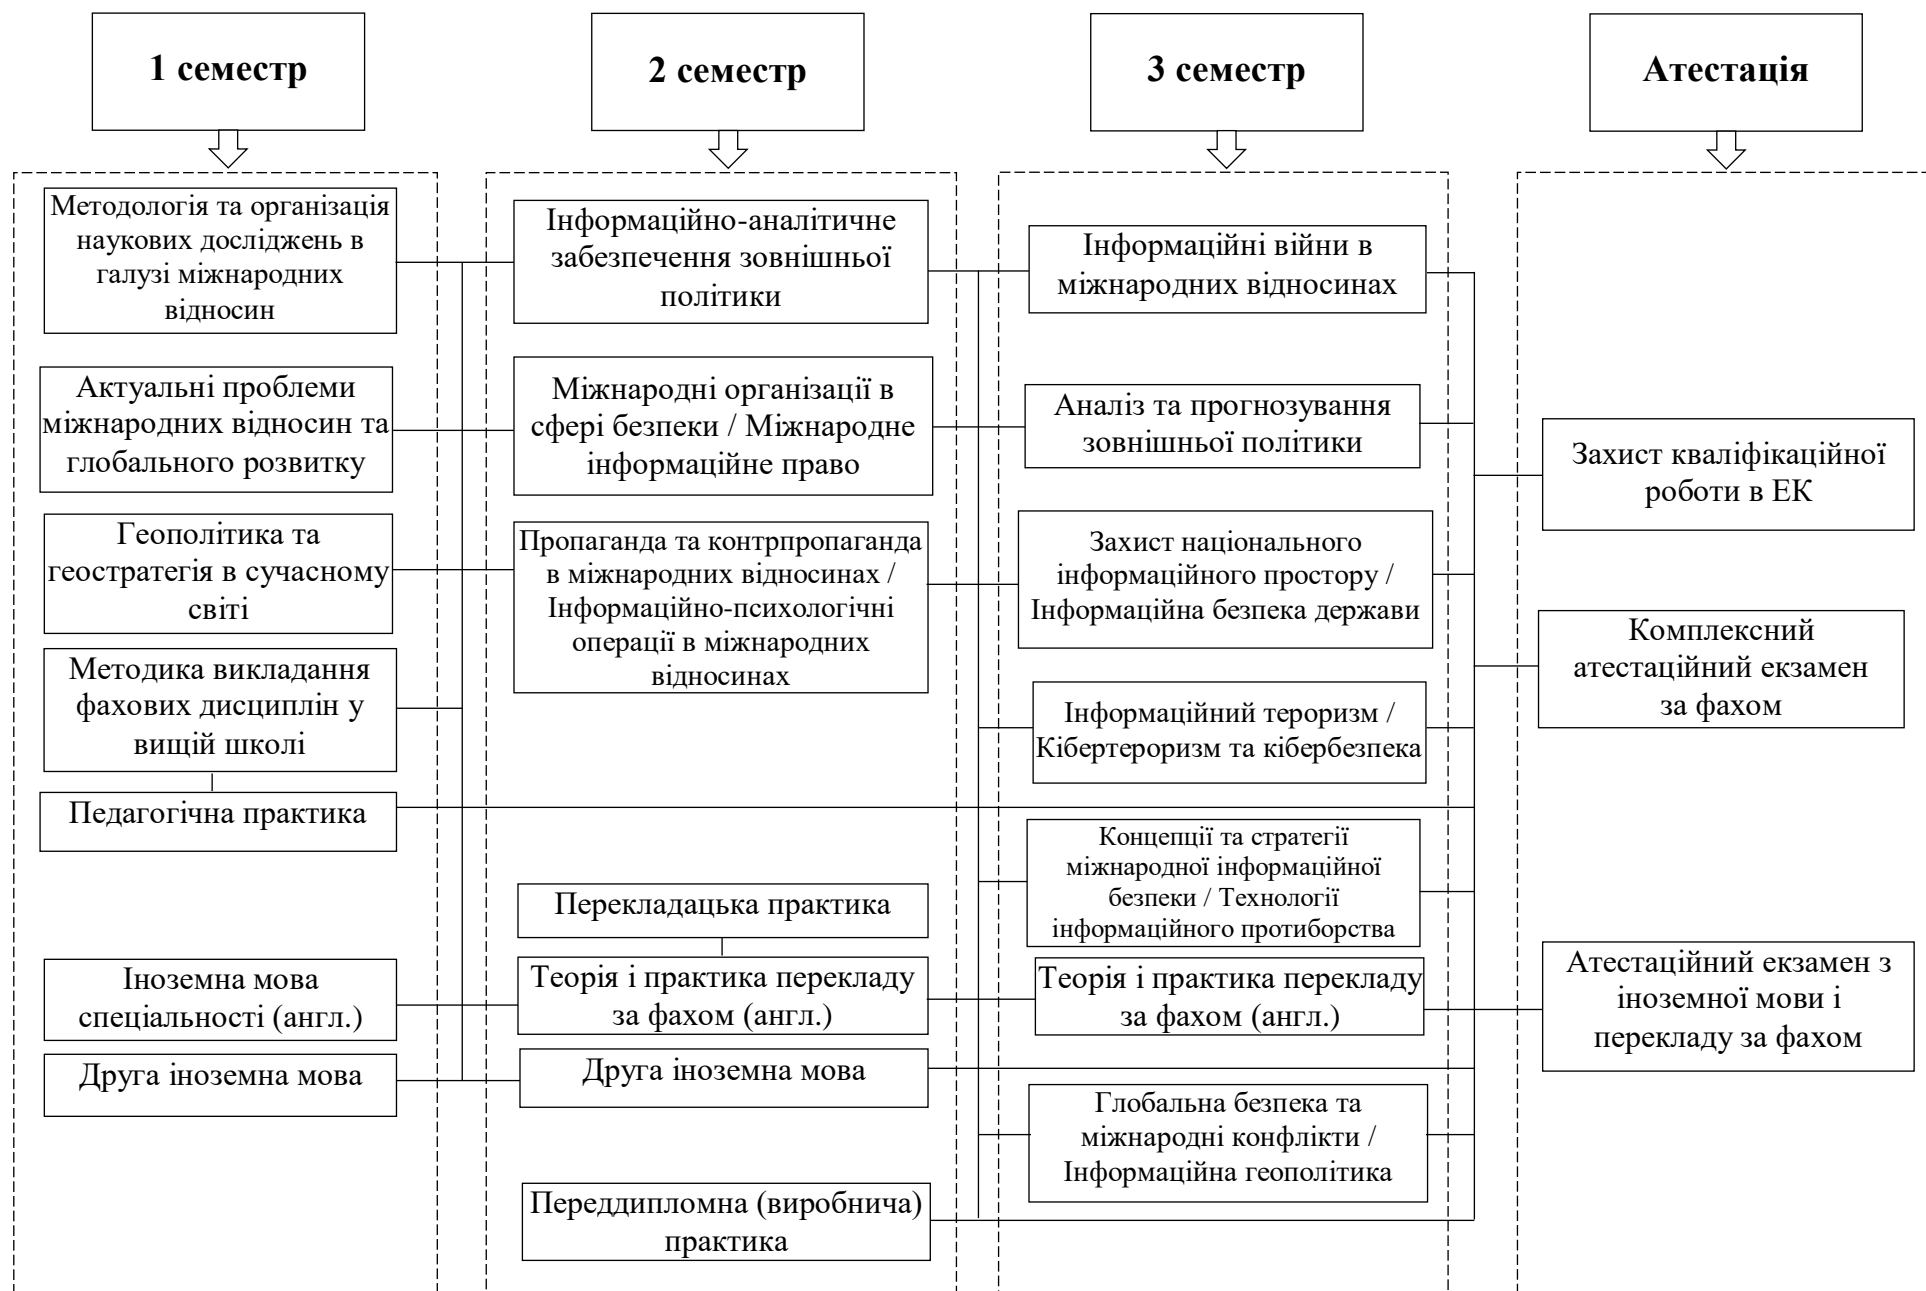 1 семестр
2 семестр
3 семестр
Атестація
Методологія та організація
наукових досліджень в
галузі міжнародних
відносин
Актуальні проблеми
міжнародних відносин та
глобального розвитку
Геополітика та
геостратегія в сучасному
світі
Методика викладання
фахових дисциплін у
вищій школі
Педагогічна практика
Іноземна мова
спеціальності (англ.)
Друга іноземна мова
Інформаційно-аналітичне
забезпечення зовнішньої
політики
Міжнародні організації в
сфері безпеки / Міжнародне
інформаційне право
Пропаганда та контрпропаганда
в міжнародних відносинах /
Інформаційно-психологічні
операції в міжнародних
відносинах
Перекладацька практика
Теорія і практика перекладу
за фахом (англ.)
Друга іноземна мова
Переддипломна (виробнича)
практика
Інформаційні війни в
міжнародних відносинах
Аналіз та прогнозування
зовнішньої політики
Захист національного
інформаційного простору /
Інформаційна безпека держави
Інформаційний тероризм /
Кібертероризм та кібербезпека
Концепції та стратегії
міжнародної інформаційної
безпеки / Технології
інформаційного протиборства
Теорія і практика перекладу
за фахом (англ.)
Глобальна безпека та
міжнародні конфлікти /
Інформаційна геополітика
Захист кваліфікаційної
роботи в ЕК
Комплексний
атестаційний екзамен
за фахом
Атестаційний екзамен з
іноземної мови і
перекладу за фахом